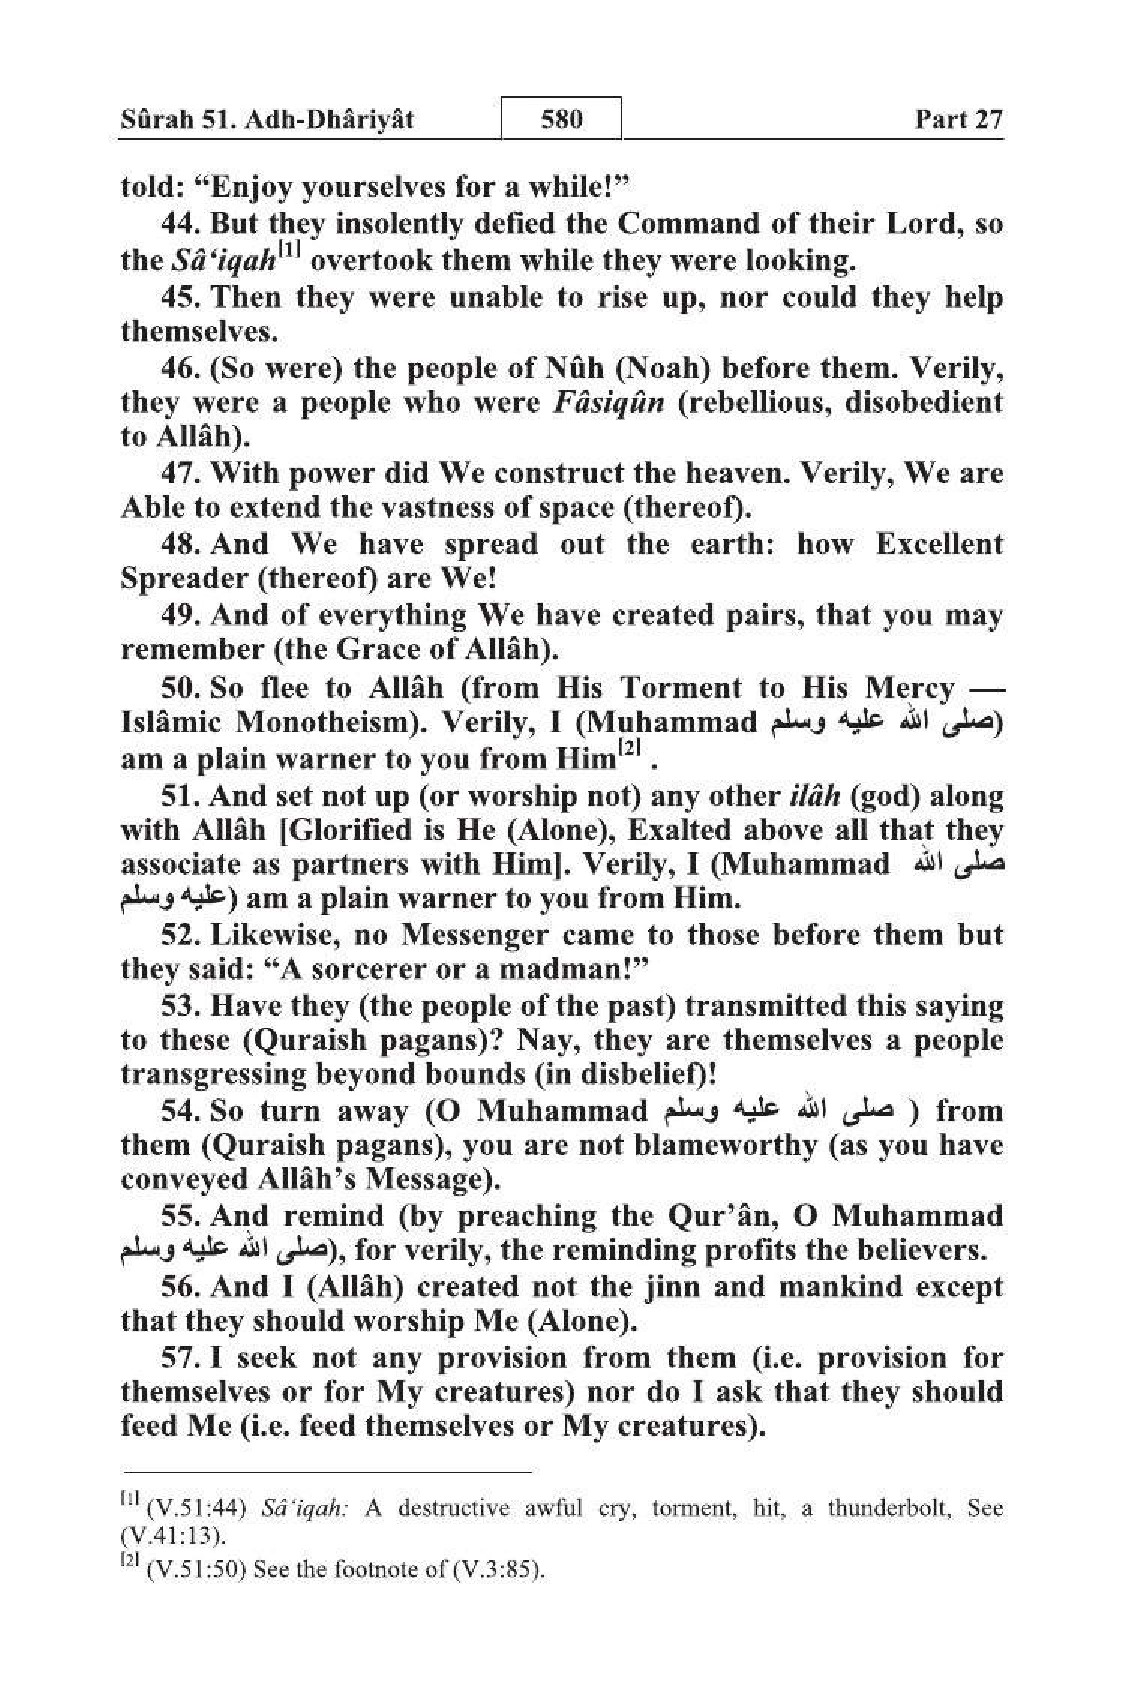 Sûrah 51. Adh-Dhâriyât 580 Part 27
told: “Enjoy yourselves for a while!”
44. But they insolently defied the Command of their Lord, so
the Sâ‘iqah[1] overtook them while they were looking.
45. Then they were unable to rise up, nor could they help
themselves.
46. (So were) the people of Nûh (Noah) before them. Verily,
they were a people who were Fâsiqûn (rebellious, disobedient
to Allâh).
47. With power did We construct the heaven. Verily, We are
Able to extend the vastness of space (thereof).
48. And We have spread out the earth: how Excellent
Spreader (thereof) are We!
49. And of everything We have created pairs, that you may
remember (the Grace of Allâh).
50. So flee to Allâh (from His Torment to His Mercy —
Islâmic Monotheism). Verily, I (Muhammad صلى الله عليه وسلم)
am a plain warner to you from Him[2] .
51. And set not up (or worship not) any other ilâh (god) along
with Allâh [Glorified is He (Alone), Exalted above all that they
associate as partners with Him]. Verily, I (Muhammad صلى الله
عليه وسلم) am a plain warner to you from Him.
52. Likewise, no Messenger came to those before them but
they said: “A sorcerer or a madman!”
53. Have they (the people of the past) transmitted this saying
to these (Quraish pagans)? Nay, they are themselves a people
transgressing beyond bounds (in disbelief)!
54. So turn away (O Muhammad صلى الله عليه وسلم ) from
them (Quraish pagans), you are not blameworthy (as you have
conveyed Allâh’s Message).
55. And remind (by preaching the Qur’ân, O Muhammad
صلى الله عليه وسلم), for verily, the reminding profits the believers.
56. And I (Allâh) created not the jinn and mankind except
that they should worship Me (Alone).
57. I seek not any provision from them (i.e. provision for
themselves or for My creatures) nor do I ask that they should
feed Me (i.e. feed themselves or My creatures).
[1] (V.51:44) Sâ‘iqah: A destructive awful cry, torment, hit, a thunderbolt, See
(V.41:13).
[2] (V.51:50) See the footnote of (V.3:85).